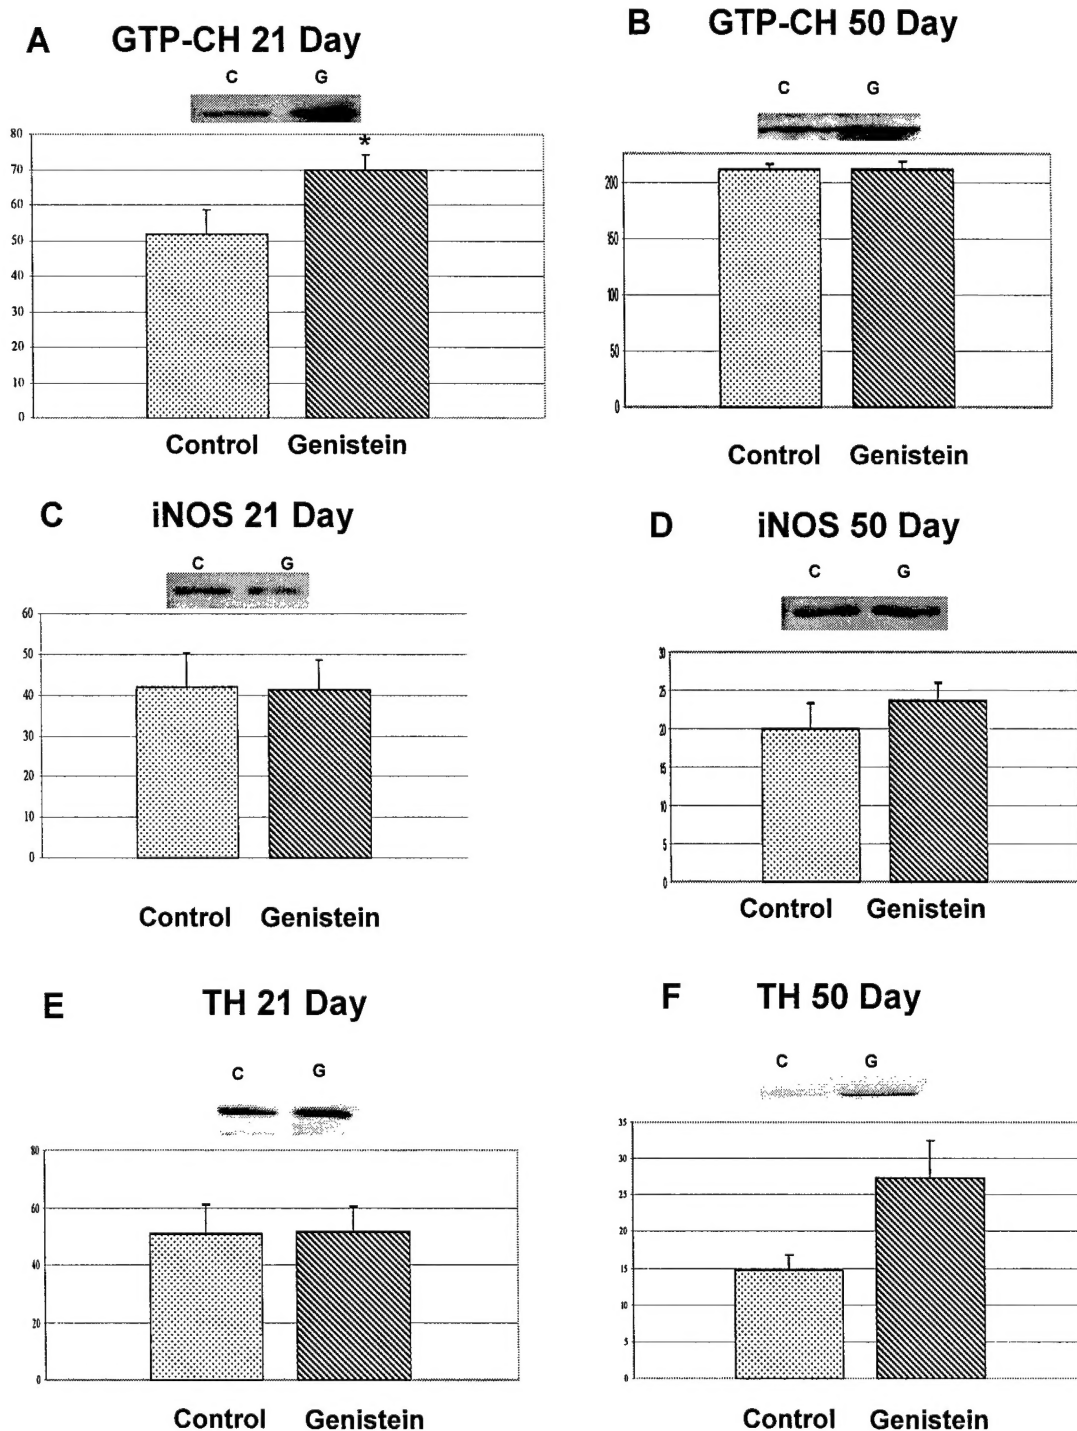 A GTP-CH 21 Day
C G
80
*
70
60
50
40
30
20
10
0
Control Genistein
B GTP-CH 50 Day
C G
200
150
100
50
0
Control Genistein
C iNOS 21 Day
C G
60
50
40
30
20
10
0
Control Genistein
D iNOS 50 Day
C G
30
25
20
15
10
5
0
Control Genistein
E TH 21 Day
C G
80
60
40
20
0
Control Genistein
F TH 50 Day
C G
35
30
25
20
15
10
5
0
Control Genistein